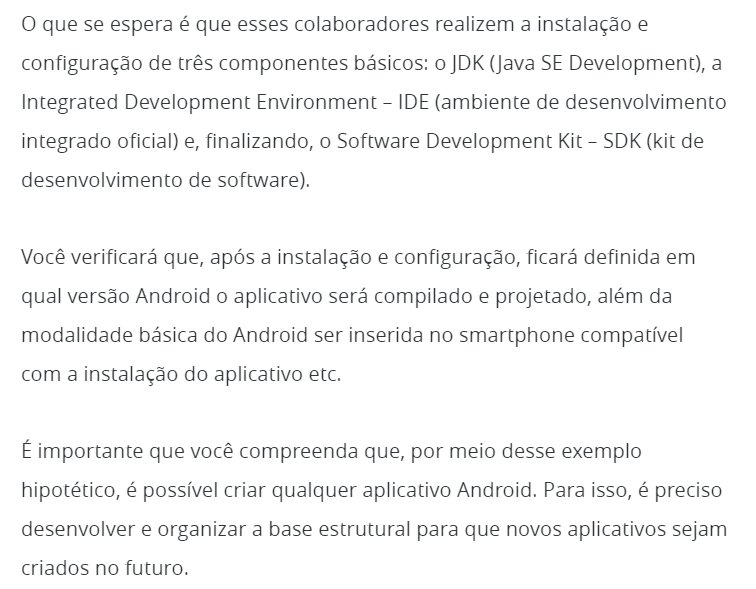 O que se espera é que esses colaboradores realizem a instalação e
configuração de três componentes básicos: o JDK (Java SE Development), a
Integrated Development Environment – IDE (ambiente de desenvolvimento
integrado oficial) e, finalizando, o Software Development Kit – SDK (kit de
desenvolvimento de software).
Você verificará que, após a instalação e configuração, ficará definida em
qual versão Android o aplicativo será compilado e projetado, além da
modalidade básica do Android ser inserida no smartphone compatível
com a instalação do aplicativo etc.
É importante que você compreenda que, por meio desse exemplo
hipotético, é possível criar qualquer aplicativo Android. Para isso, é preciso
desenvolver e organizar a base estrutural para que novos aplicativos sejam
criados no futuro.